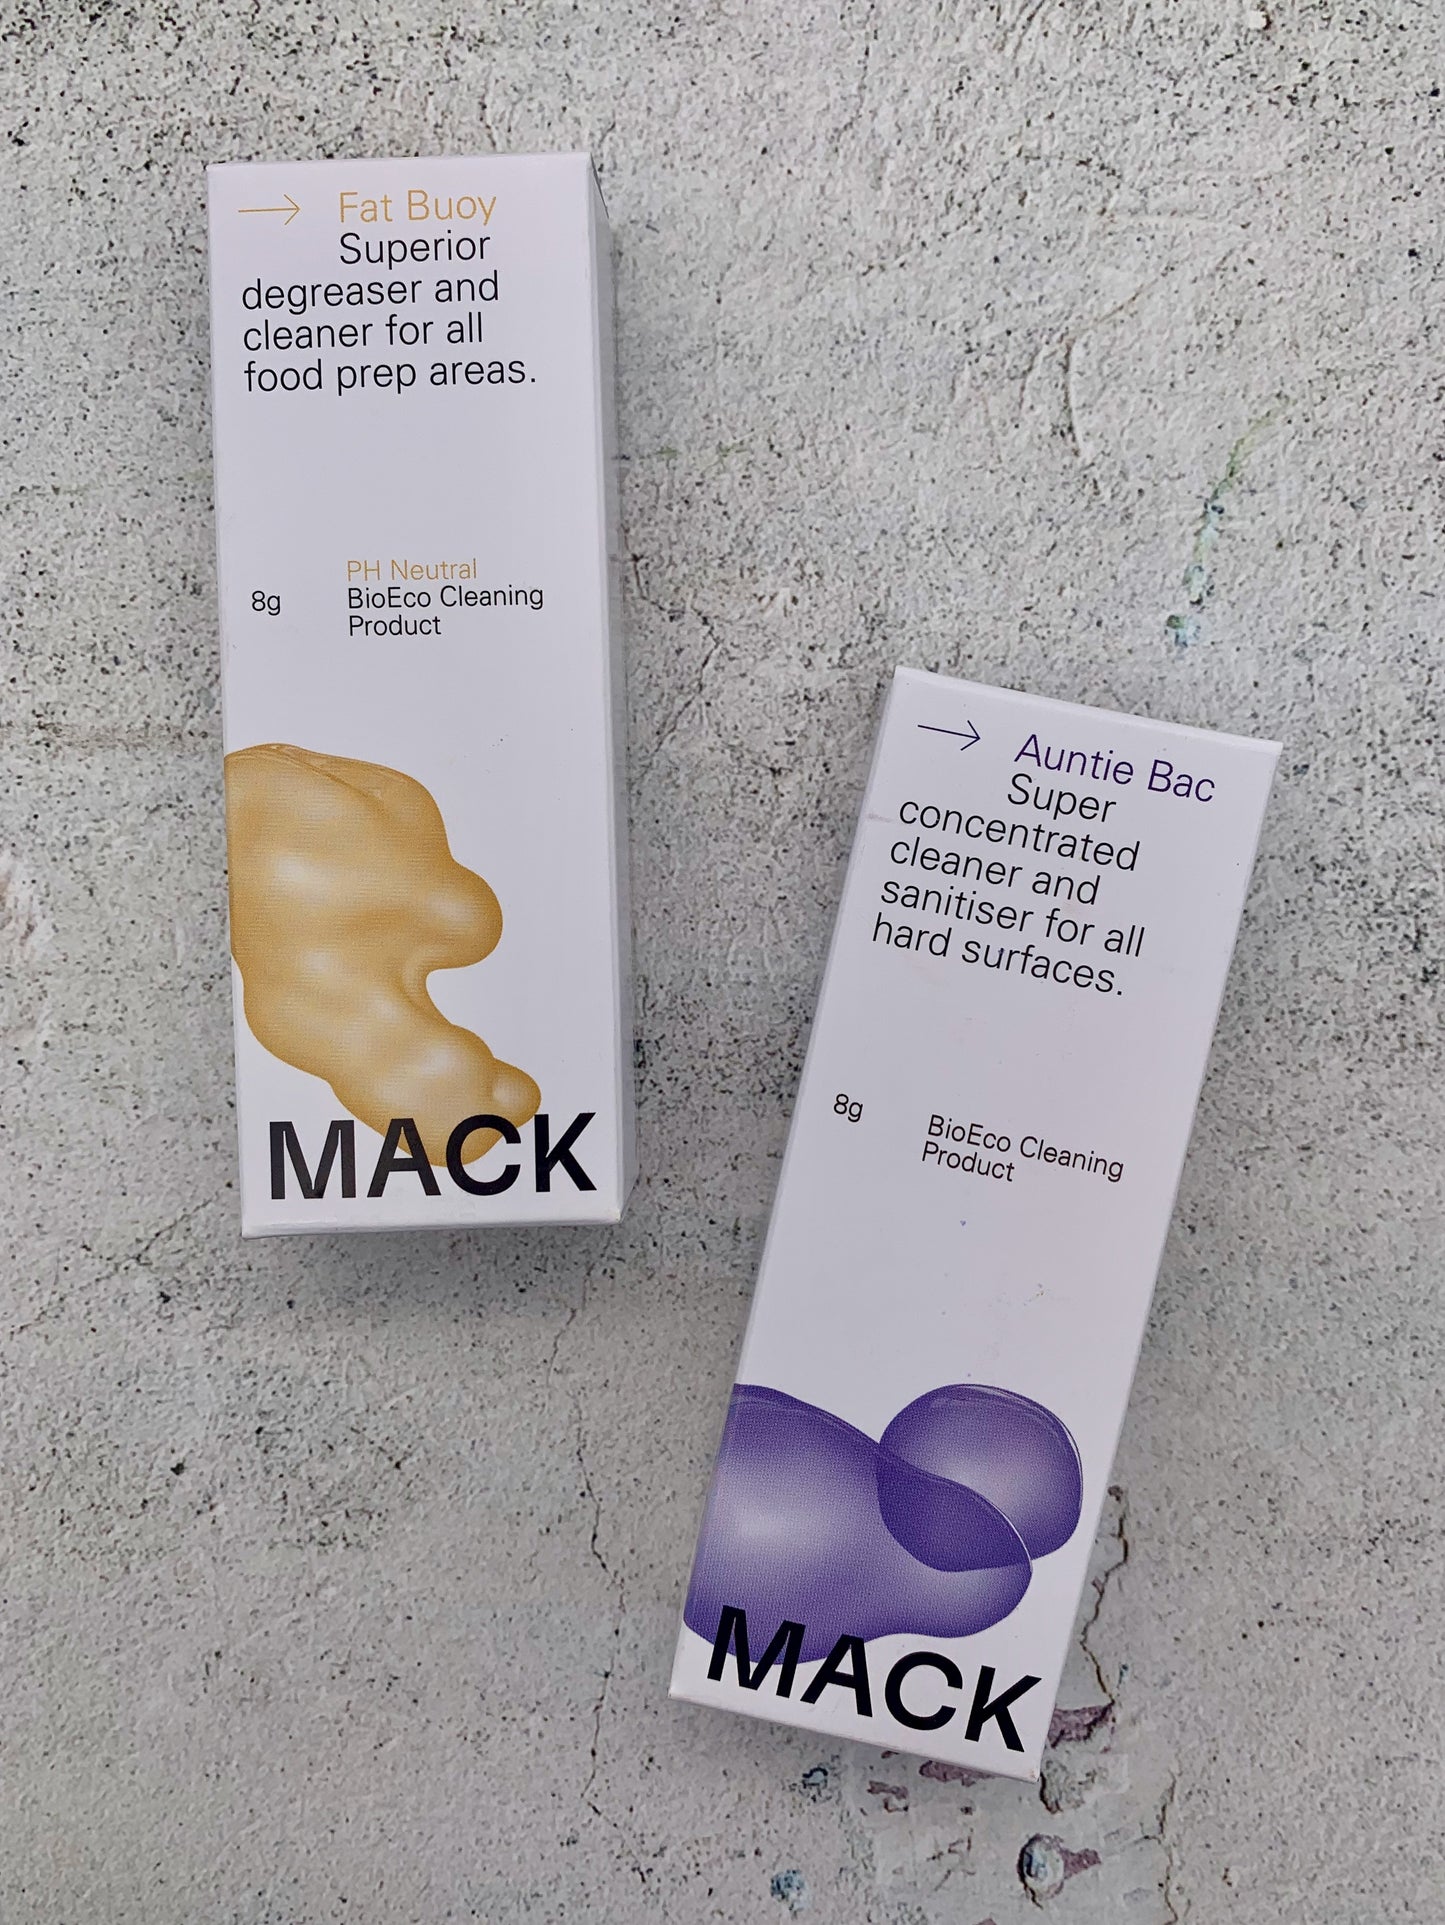 Fat Buoy
Superior
degreaser and
cleaner for all
food prep areas.
8g
PH Neutral
BioEco Cleaning
Product
MACK
Auntie Bac
Super
concentrated
cleaner and
sanitiser for all
hard surfaces.
8g
BioEco Cleaning
Product
MACK